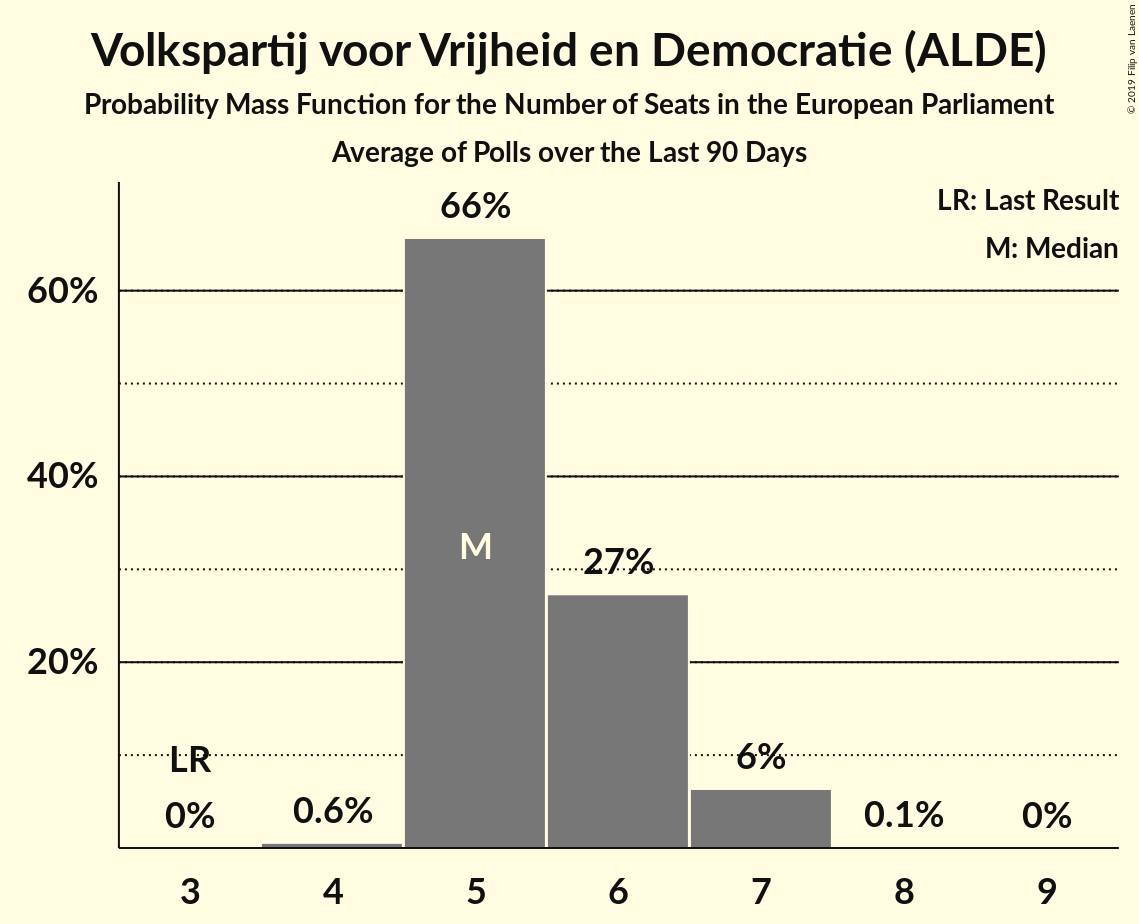 Volkspartij voor Vrijheid en Democratie (ALDE)
Probability Mass Function for the Number of Seats in the European Parliament
Average of Polls over the Last 90 Days
© 2019 Filip van Laenen
LR: Last Result
M: Median
60%
40%
20%
66%
M
27%
LR
0%
0.6%
6%
0.1%
0%
3 4 5 6 7 8 9